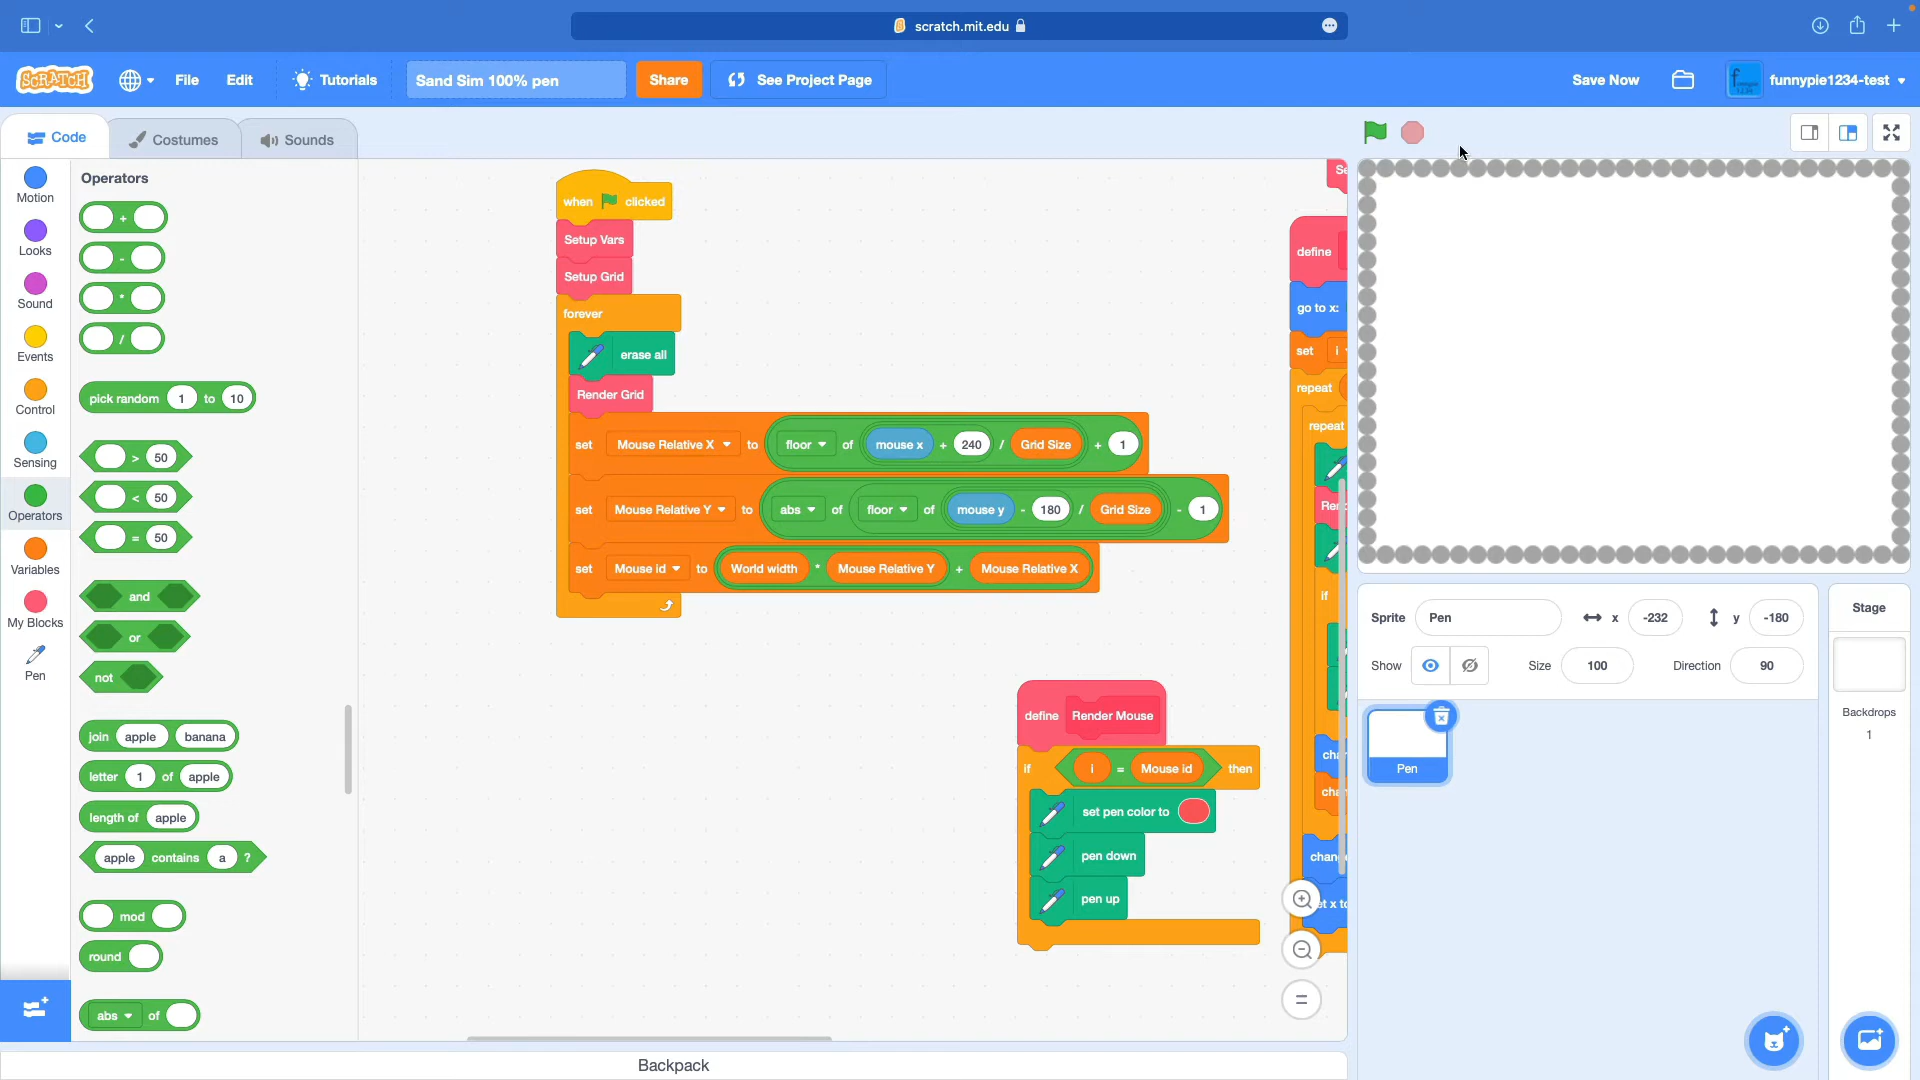 scratch.mit.edu
SCRATCH
File
Edit
Tutorials
Sand Sim 100% pen
Share
See Project Page
Save Now
funnypie1234-test
Code
Costumes
Sounds
Motion
Looks
Sound
Events
Control
Sensing
Operators
Variables
My Blocks
Pen
Operators
+
-
*
/
pick random 1 to 10
> 50
< 50
= 50
and
or
not
join apple banana
letter 1 of apple
length of apple
apple contains a ?
mod
round
abs of
when clicked
Setup Vars
Setup Grid
forever
erase all
Render Grid
set Mouse Relative X to floor of mouse x + 240 / Grid Size + 1
set Mouse Relative Y to abs of floor of mouse y - 180 / Grid Size - 1
set Mouse id to World width * Mouse Relative Y + Mouse Relative X
define Render Mouse
if i = Mouse id then
set pen color to
pen down
pen up
define
go to x:
set i
repeat
repeat
if
Backpack
Sprite Pen x -232 y -180
Show Size 100 Direction 90
Pen
Stage
Backdrops
1